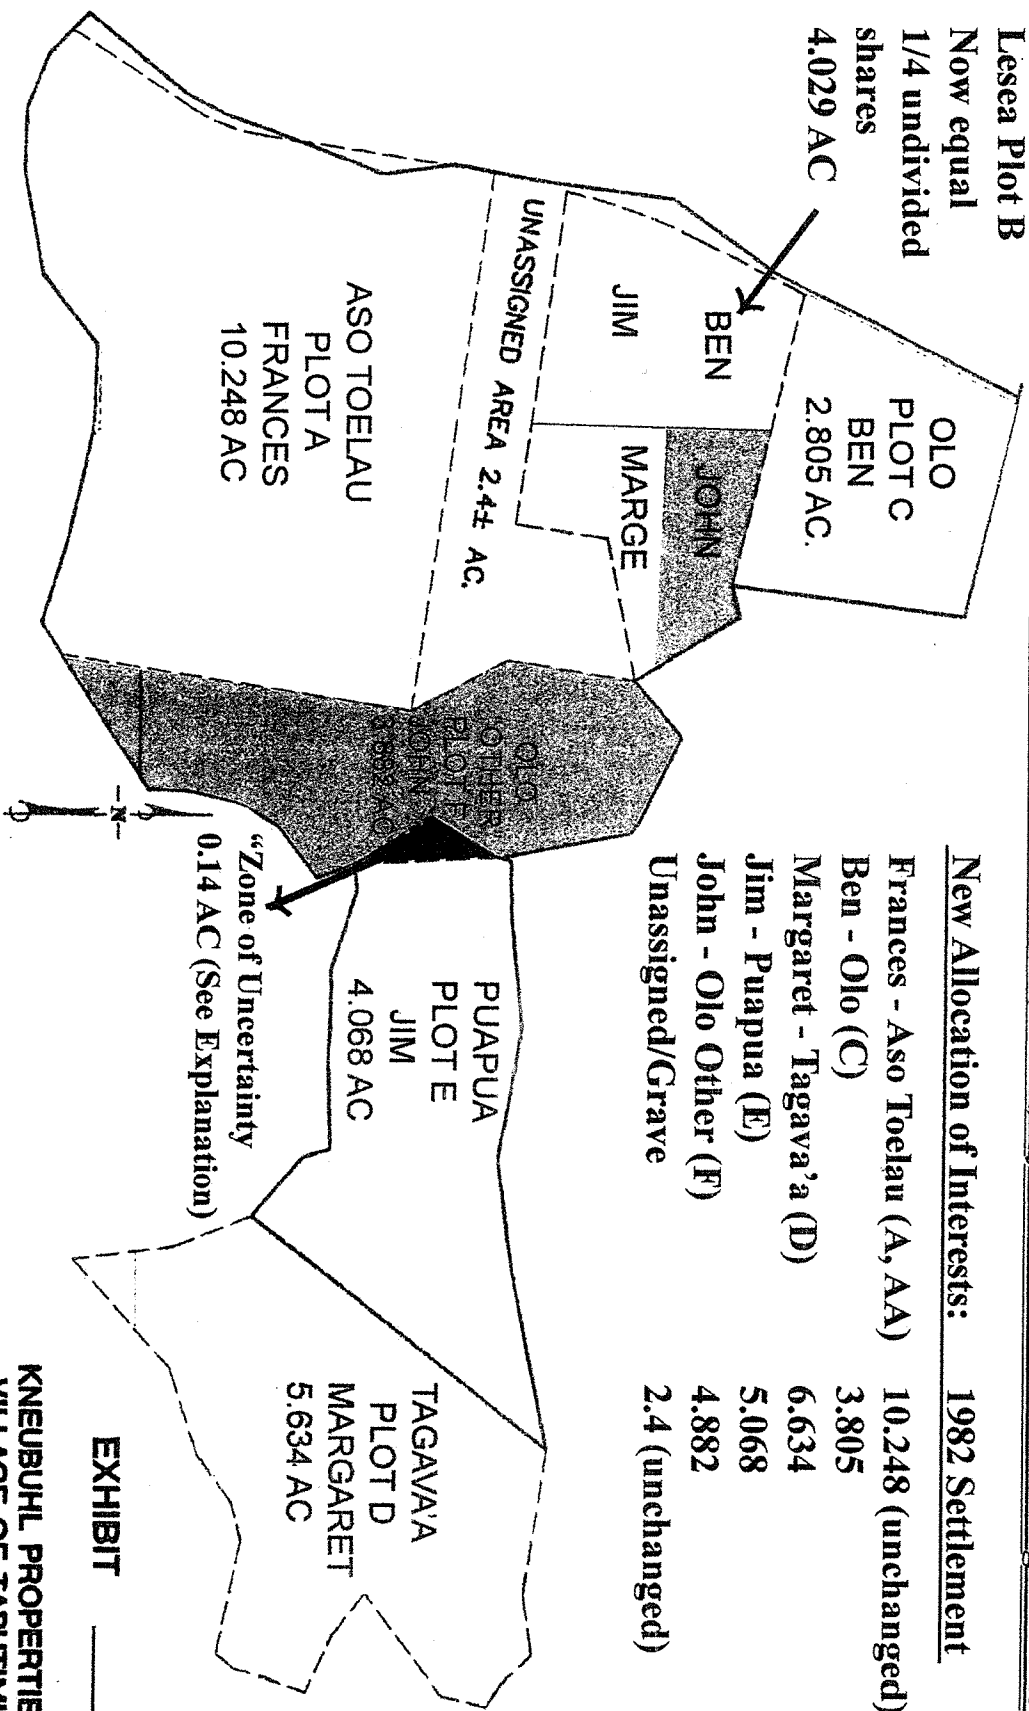 Lesea Plot B
Now equal
1/4 undivided
shares
4.029 AC
New Allocation of Interests: 1982 Settlement
Frances - Aso Toelau (A, AA) 10.248 (unchanged)
Ben - Olo (C) 3.805
Margaret - Tagava'a (D) 6.634
Jim - Puapua (E) 5.068
John - Olo Other (F) 4.882
Unassigned/Grave 2.4 (unchanged)
OLO
PLOT C
BEN
2.805 AC.
BEN
JIM
JOHN
MARGE
UNASSIGNED AREA 2.4± AC.
ASO TOELAU
PLOT A
FRANCES
10.248 AC
OLO
OTHER
PLOT F
JOHN
3.882 AC
PUAPUA
PLOT E
JIM
4.068 AC
"Zone of Uncertainty
0.14 AC (See Explanation)
TAGAVA'A
PLOT D
MARGARET
5.634 AC
N
EXHIBIT
KNEUBUHL PROPERTIE